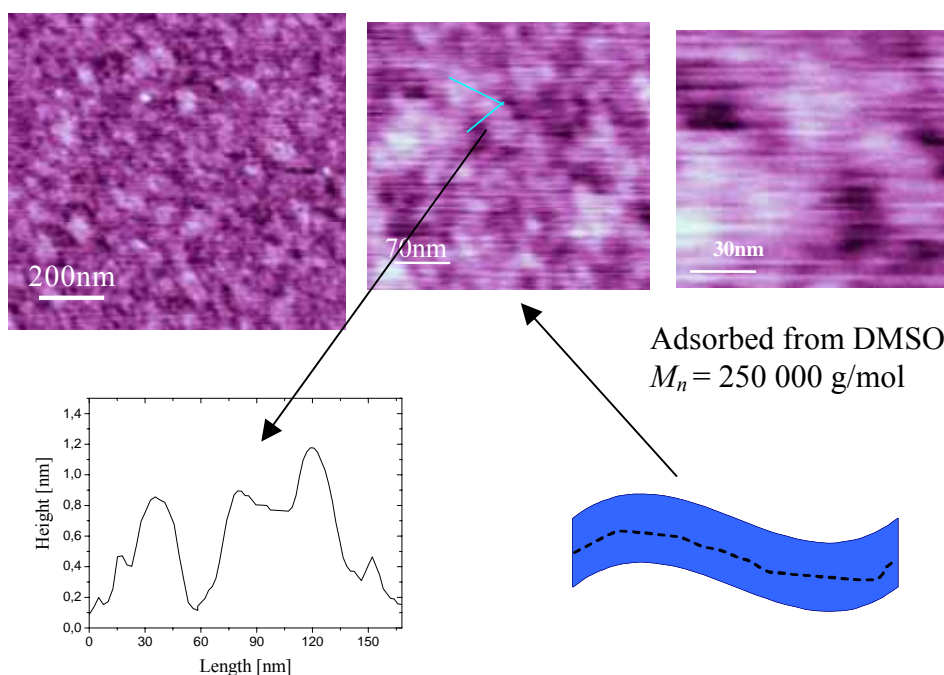 200nm
70nm
30nm
Adsorbed from DMSO
Mn = 250 000 g/mol
Height [nm]
1,4
1,2
1,0
0,8
0,6
0,4
0,2
0,0
0 30 60 90 120 150
Length [nm]